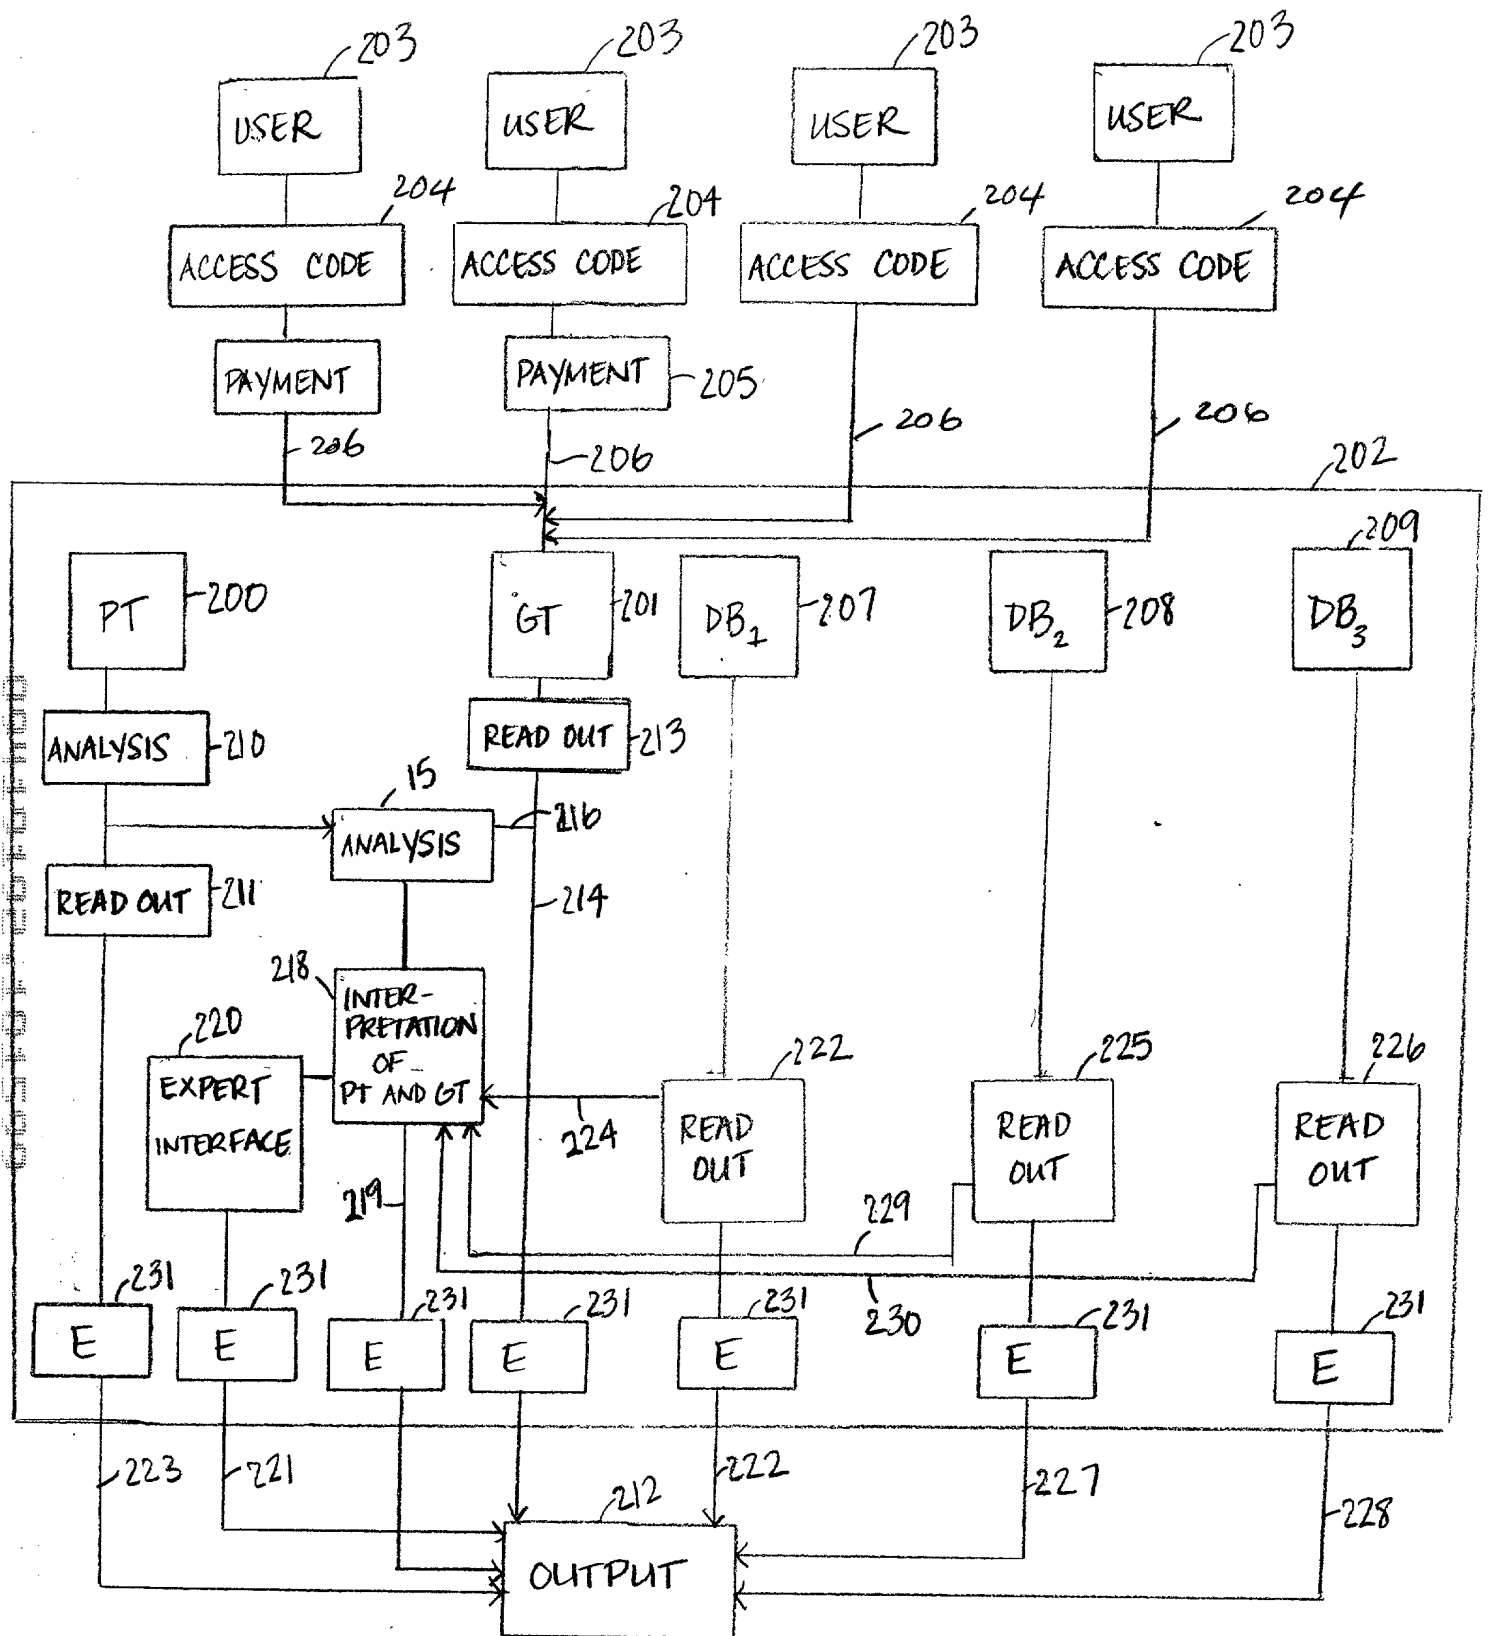 203 203 203 203
USER USER USER USER
204 204 204 204
ACCESS CODE ACCESS CODE ACCESS CODE ACCESS CODE
PAYMENT PAYMENT 205
206 206 206 206
202
209
PT 200 GT 201 DB1 207 DB2 208 DB3
ANALYSIS 210 READ OUT 213
15
ANALYSIS 216
READ OUT 211 214
218
INTER-
PRETATION
OF
PT AND GT
220
EXPERT
INTERFACE
222 225 226
224
READ
OUT
READ
OUT
READ
OUT
219 229
230
231 231 231 231 231 231 231
E E E E E E E
223 221 222 227 228
212
OUTPUT